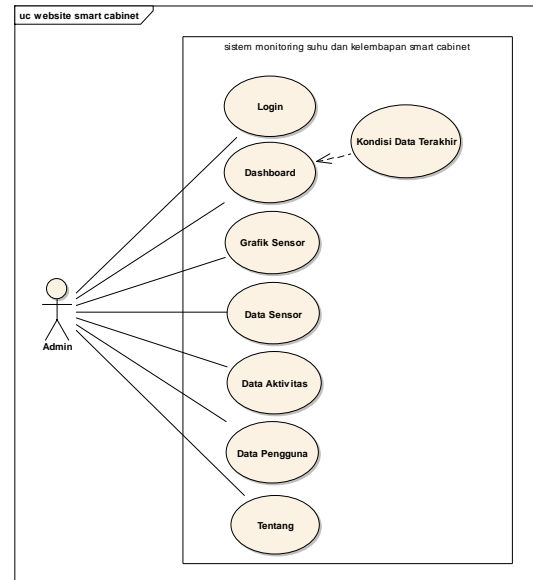 uc website smart cabinet
sistem monitoring suhu dan kelembapan smart cabinet
Login
Kondisi Data Terakhir
Dashboard
Grafik Sensor
Data Sensor
Admin
Data Aktivitas
Data Pengguna
Tentang